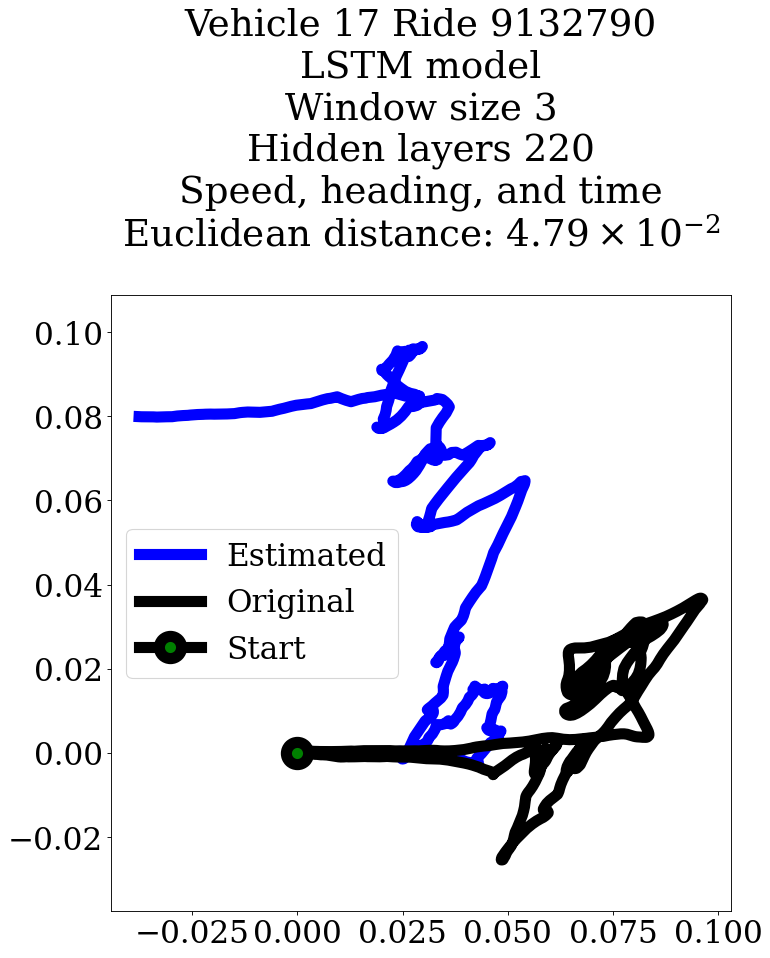 Vehicle 17 Ride 9132790
LSTM model
Window size 3
Hidden layers 220
Speed, heading, and time
Euclidean distance: 4.79 × 10⁻²
0.10
0.08
0.06
0.04
0.02
0.00
−0.02
Estimated
Original
Start
−0.025 0.000 0.025 0.050 0.075 0.100